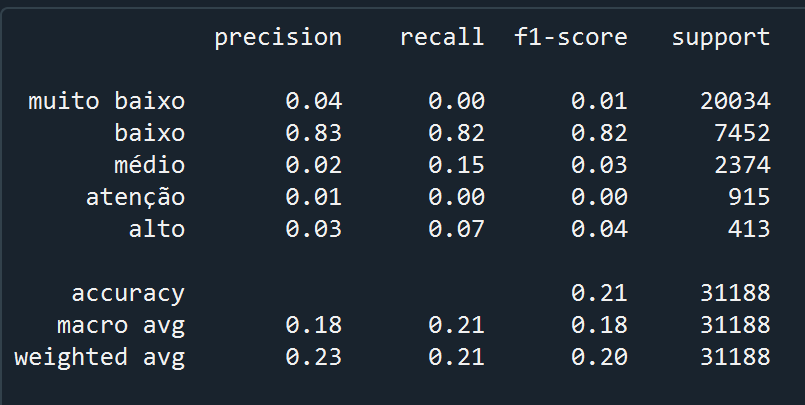 precision recall f1-score support
muito baixo 0.04 0.00 0.01 20034
baixo 0.83 0.82 0.82 7452
médio 0.02 0.15 0.03 2374
atenção 0.01 0.00 0.00 915
alto 0.03 0.07 0.04 413
accuracy 0.21 31188
macro avg 0.18 0.21 0.18 31188
weighted avg 0.23 0.21 0.20 31188